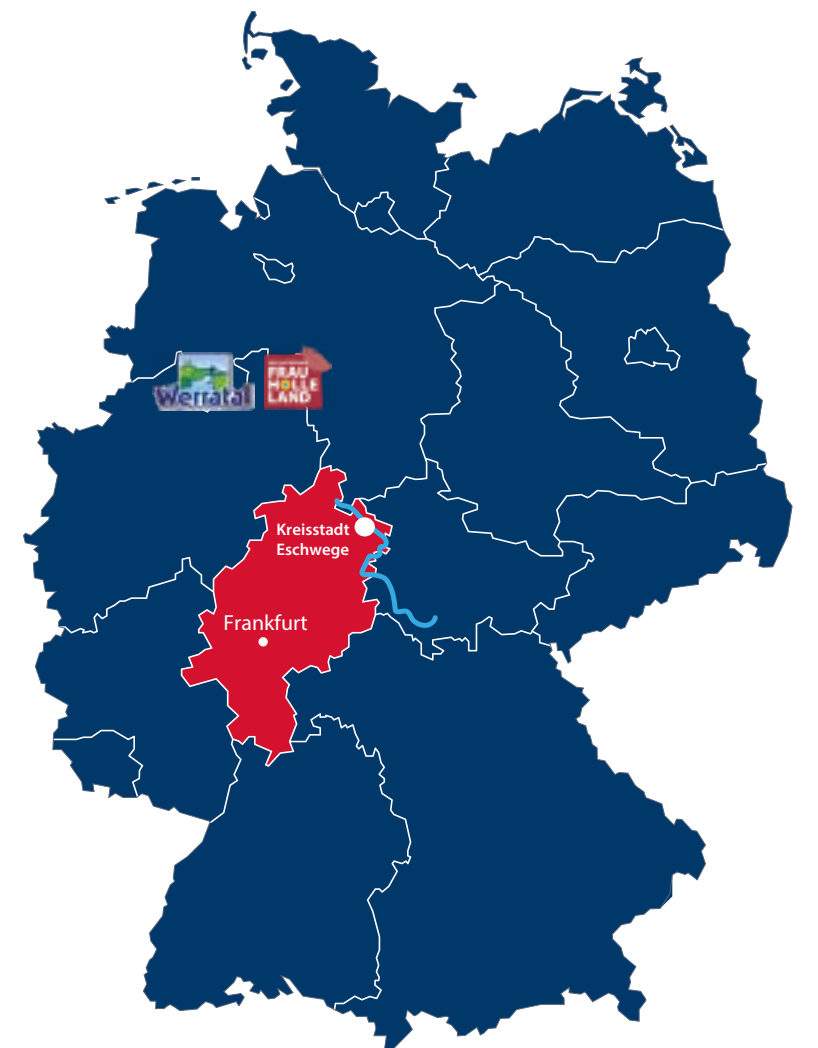 Werratal
FRAU
HOLLE
LAND
Kreisstadt
Eschwege
Frankfurt